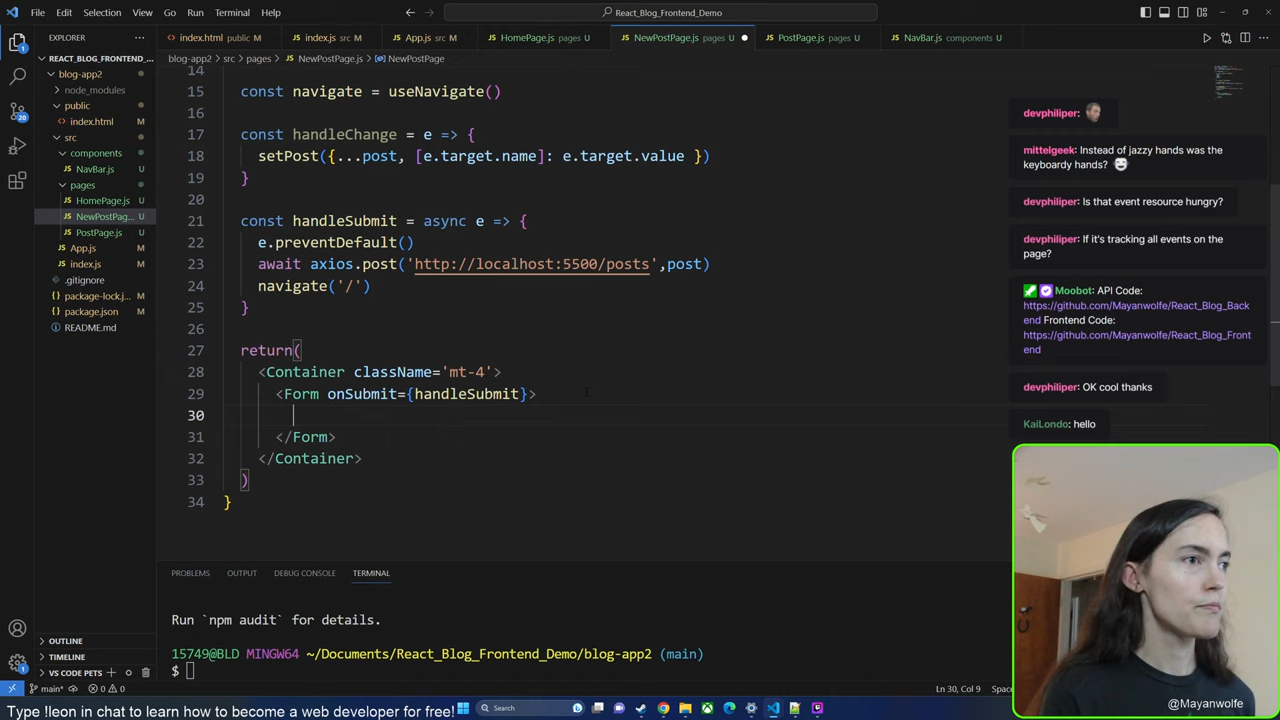 File Edit Selection View Go Run Terminal Help
React_Blog_Frontend_Demo
EXPLORER
index.html public M
index.js src M
App.js src M
HomePage.js pages U
NewPostPage.js pages U
PostPage.js pages U
NavBar.js components U
REACT_BLOG_FRONTEND_...
blog-app2
node_modules
public
index.html U
src
components
NavBar.js U
pages
HomePage.js U
NewPostPag... U
PostPage.js U
App.js M
index.js M
.gitignore
package-lock.j... M
package.json M
README.md
OUTLINE
TIMELINE
VS CODE PETS
blog-app2 > src > pages > JS NewPostPage.js > NewPostPage
14
15 const navigate = useNavigate()
16
17 const handleChange = e => {
18 setPost({...post, [e.target.name]: e.target.value })
19 }
20
21 const handleSubmit = async e => {
22 e.preventDefault()
23 await axios.post('http://localhost:5500/posts',post)
24 navigate('/')
25 }
26
27 return(
28 <Container className='mt-4'>
29 <Form onSubmit={handleSubmit}>
30
31 </Form>
32 </Container>
33 )
34 }
PROBLEMS OUTPUT DEBUG CONSOLE TERMINAL
Run `npm audit` for details.
15749@BLD MINGW64 ~/Documents/React_Blog_Frontend_Demo/blog-app2 (main)
$
devphiliper:
mittelgeek: Instead of jazzy hands was the
keyboardy hands?
devphiliper: Is that event resource hungry?
devphiliper: If it's tracking all events on the
page?
Moobot: API Code:
https://github.com/Mayanwolfe/React_Blog_Back
end Frontend Code:
https://github.com/Mayanwolfe/React_Blog_Front
end
devphiliper: OK cool thanks
KaiLondo: hello
@Mayanwolfe
main* 0 0
Ln 30, Col 9 Spac
Type !leon in chat to learn how to become a web developer for free!
Search